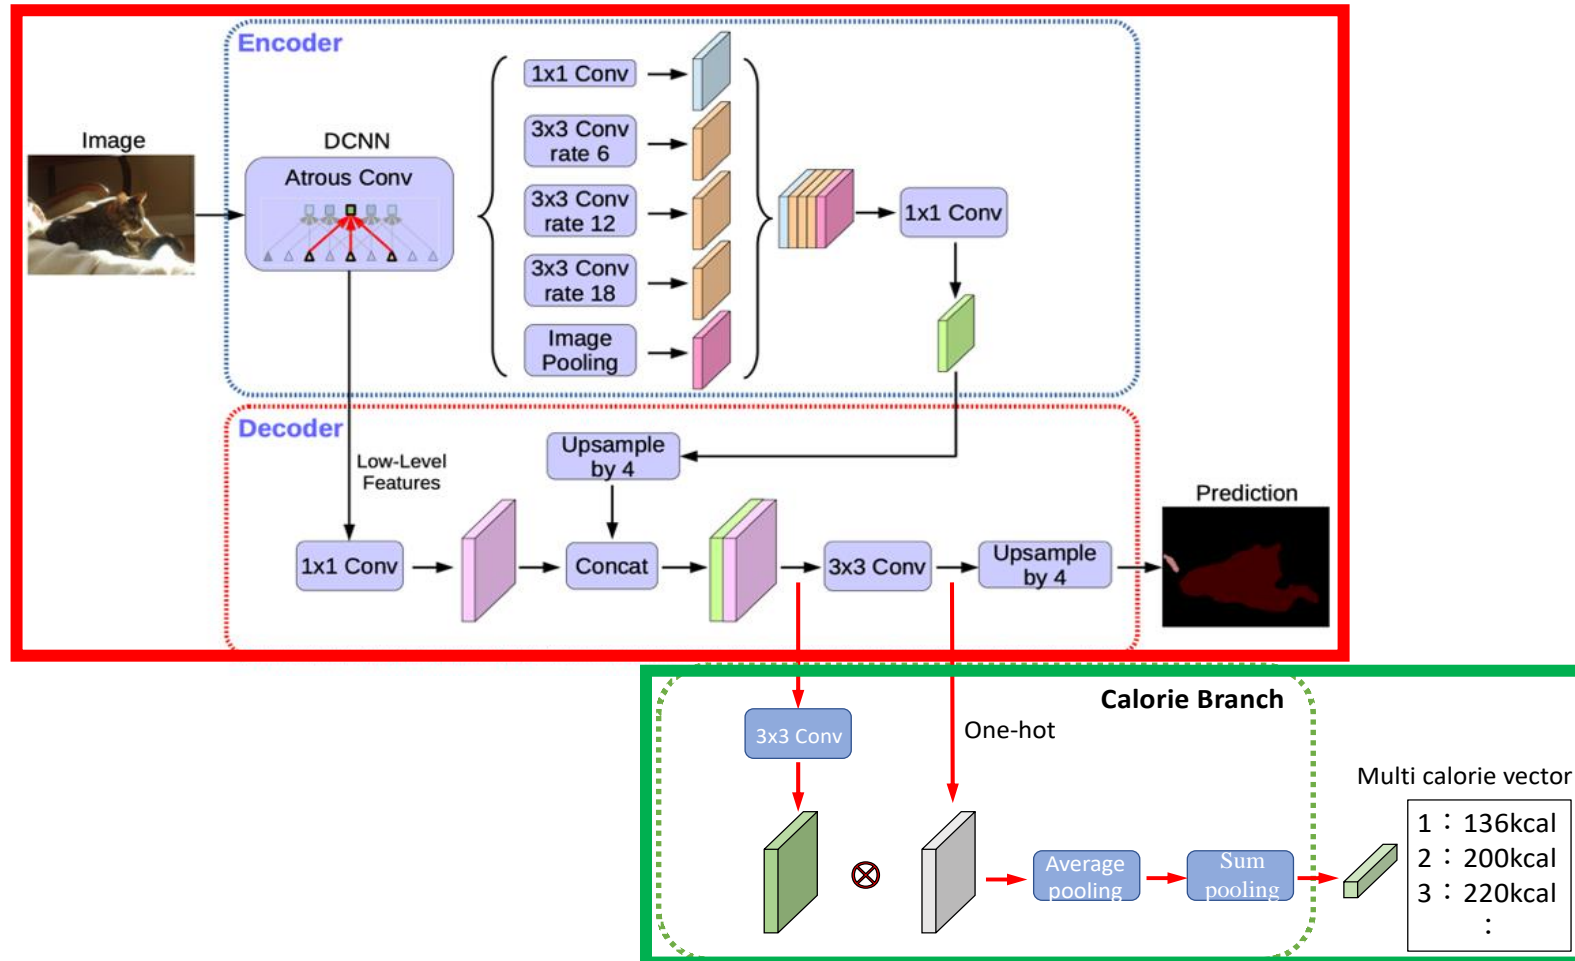 Encoder
Image
DCNN
Atrous Conv
1x1 Conv
3x3 Conv
rate 6
3x3 Conv
rate 12
3x3 Conv
rate 18
Image
Pooling
1x1 Conv
Decoder
Low-Level
Features
Upsample
by 4
1x1 Conv
Concat
3x3 Conv
Upsample
by 4
Prediction
Calorie Branch
3x3 Conv
One-hot
Average
pooling
Sum
pooling
Multi calorie vector
1：136kcal
2：200kcal
3：220kcal
：